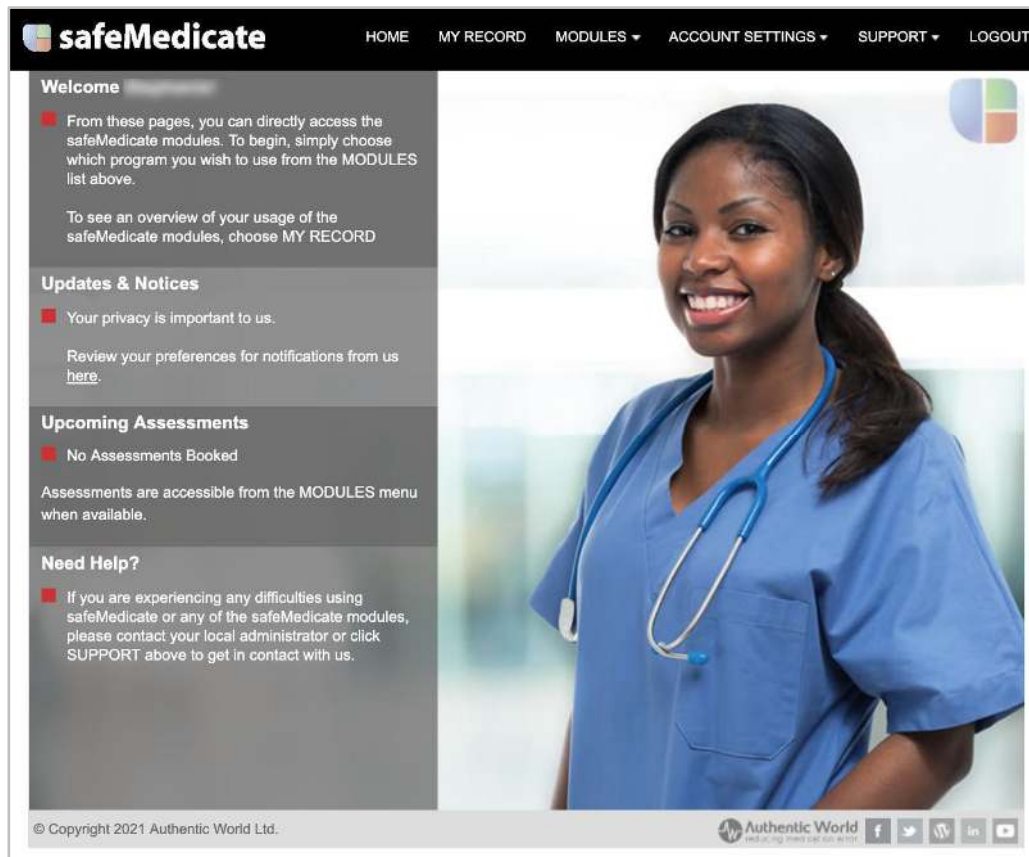 safeMedicate
HOME MY RECORD MODULES ACCOUNT SETTINGS SUPPORT LOGOUT
Welcome
From these pages, you can directly access the
safeMedicate modules. To begin, simply choose
which program you wish to use from the MODULES
list above.
To see an overview of your usage of the
safeMedicate modules, choose MY RECORD
Updates & Notices
Your privacy is important to us.
Review your preferences for notifications from us
here.
Upcoming Assessments
No Assessments Booked
Assessments are accessible from the MODULES menu
when available.
Need Help?
If you are experiencing any difficulties using
safeMedicate or any of the safeMedicate modules,
please contact your local administrator or click
SUPPORT above to get in contact with us.
© Copyright 2021 Authentic World Ltd.
Authentic World
reducing medication error